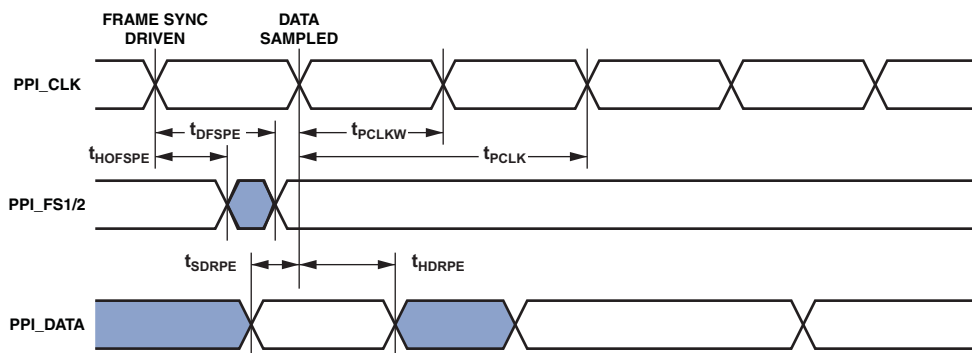 FRAME SYNC
DRIVEN
DATA
SAMPLED
PPI_CLK
tDFSPE
tPCLKW
tHOFSPE
tPCLK
PPI_FS1/2
tSDRPE
tHDRPE
PPI_DATA